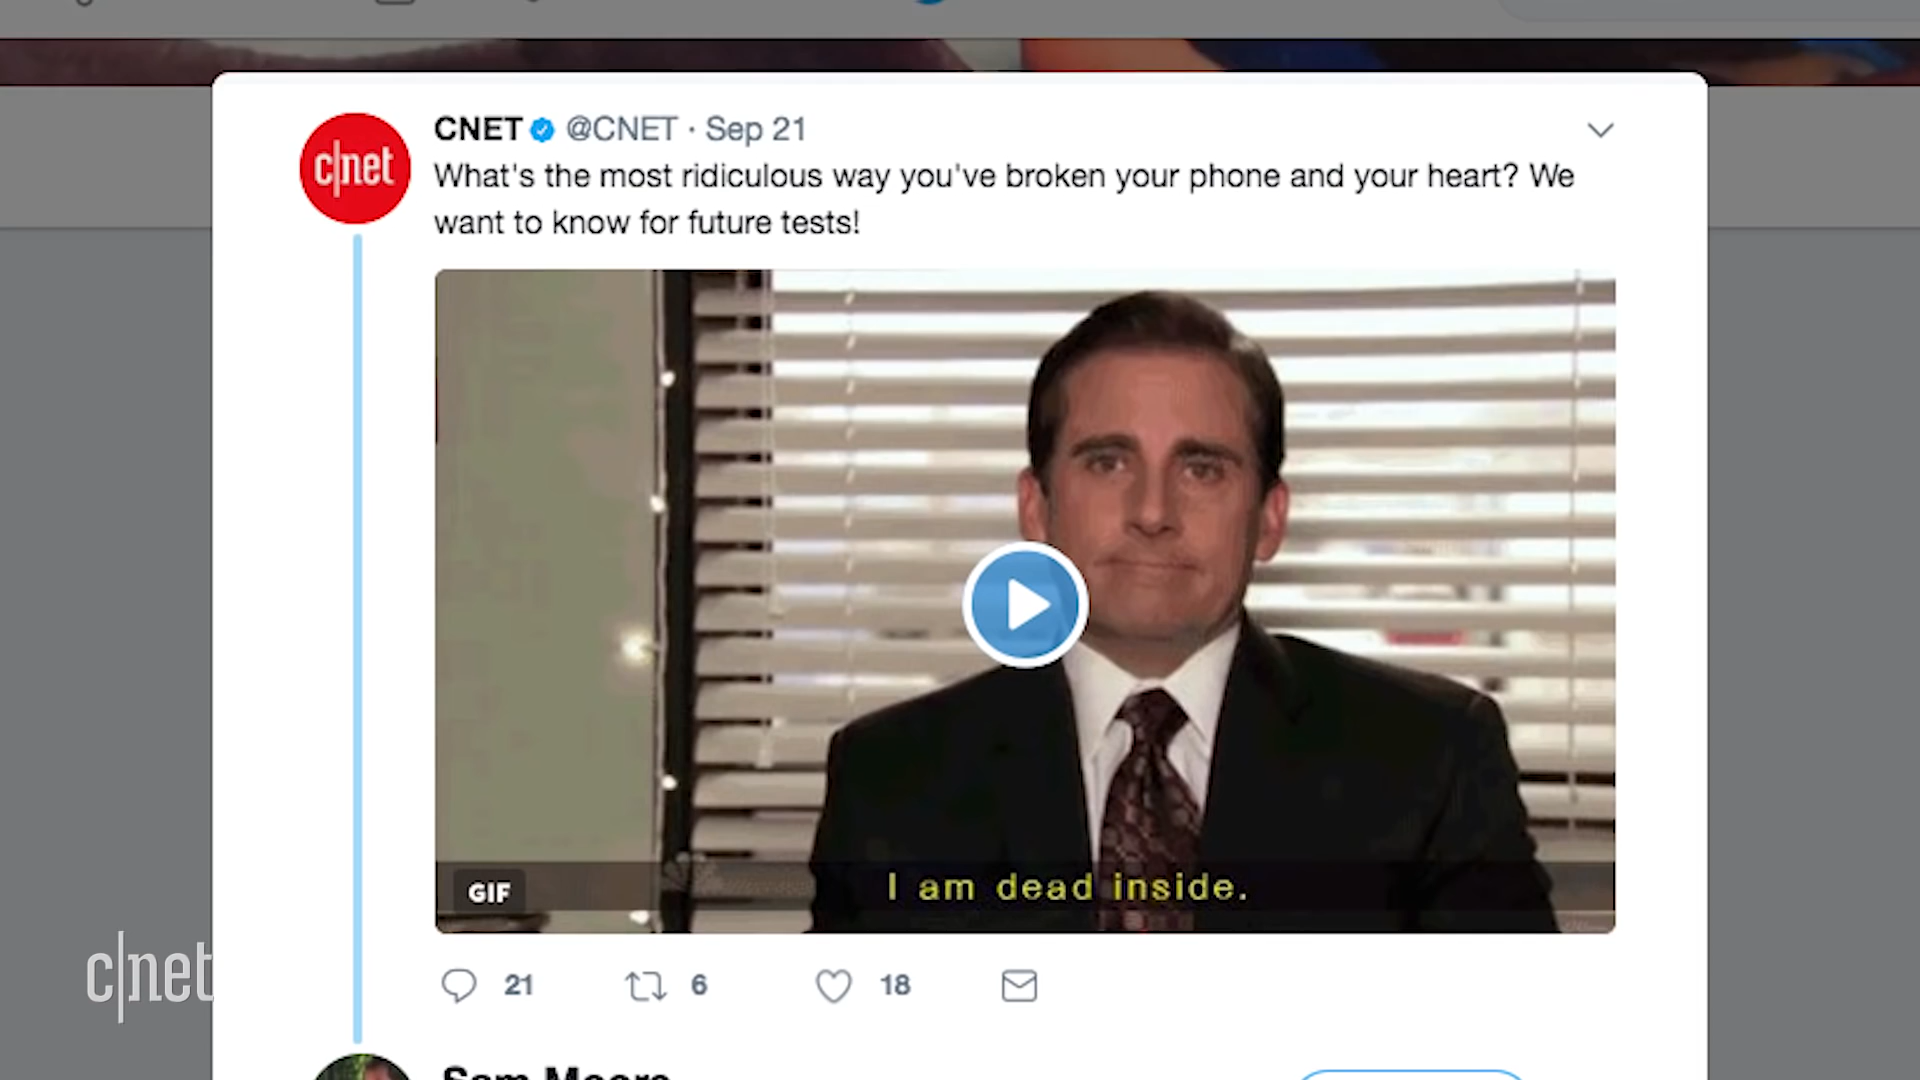 CNET @CNET · Sep 21
c|net
What's the most ridiculous way you've broken your phone and your heart? We
want to know for future tests!
I am dead inside.
GIF
21 6 18
c|net
Sam Moore